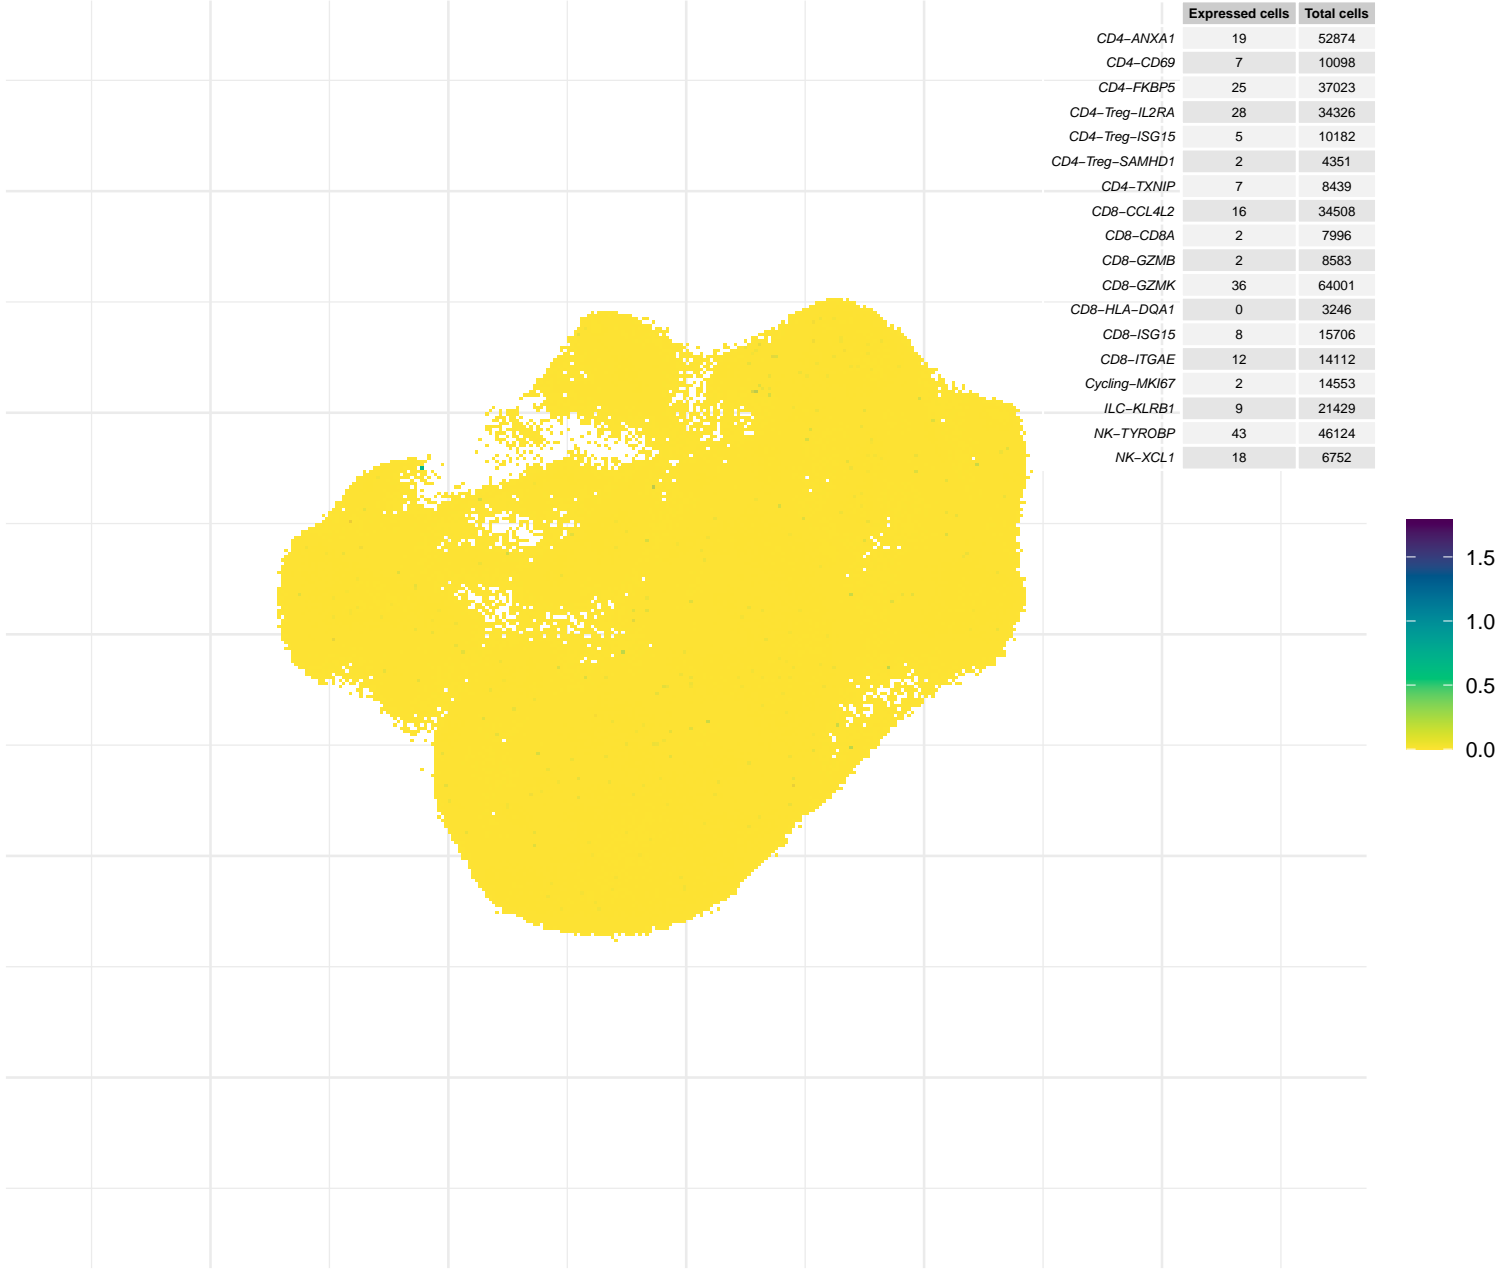 Expressed cells Total cells
CD4−ANXA1 19 52874
CD4−CD69 7 10098
CD4−FKBP5 25 37023
CD4−Treg−IL2RA 28 34326
CD4−Treg−ISG15 5 10182
CD4−Treg−SAMHD1 2 4351
CD4−TXNIP 7 8439
CD8−CCL4L2 16 34508
CD8−CD8A 2 7996
CD8−GZMB 2 8583
CD8−GZMK 36 64001
CD8−HLA−DQA1 0 3246
CD8−ISG15 8 15706
CD8−ITGAE 12 14112
Cycling−MKI67 2 14553
ILC−KLRB1 9 21429
NK−TYROBP 43 46124
NK−XCL1 18 6752
1.5
1.0
0.5
0.0